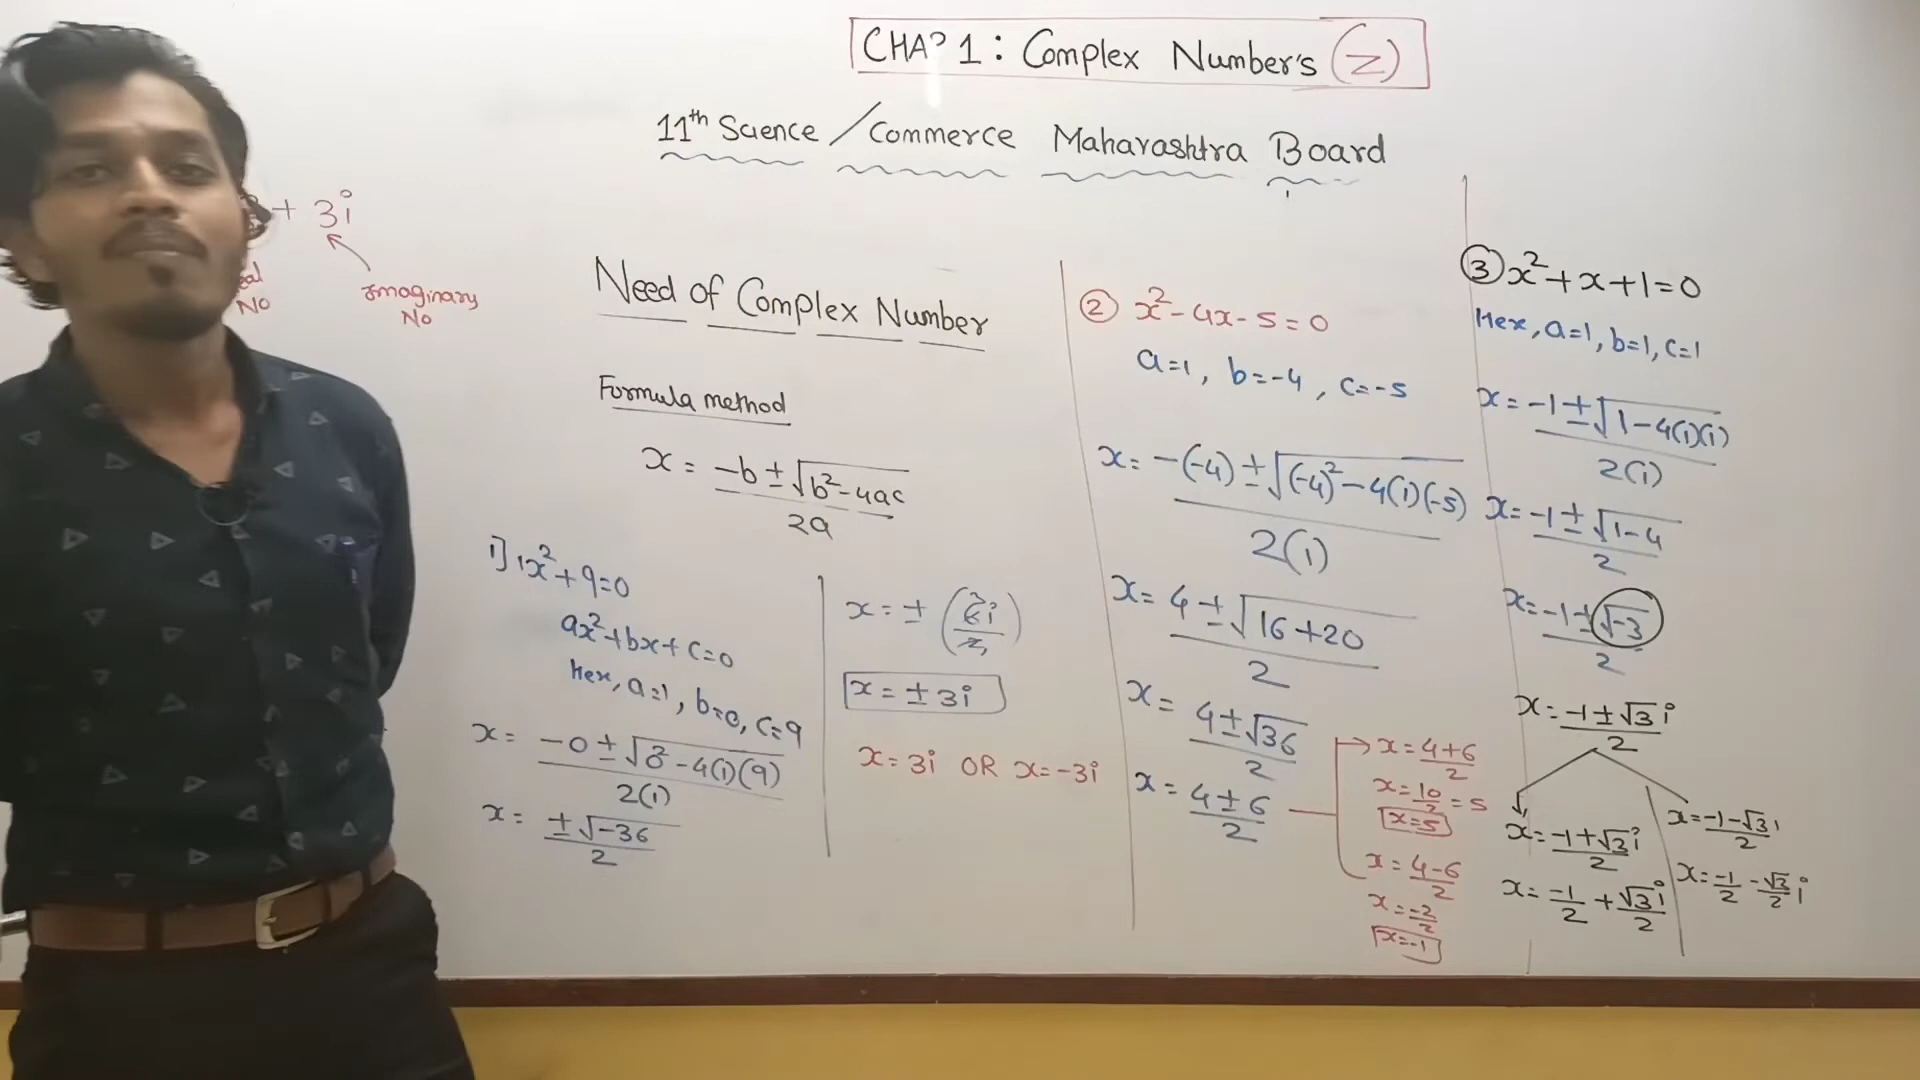 CHAP 1 : Complex Number's (Z)
11th Science / Commerce Maharashtra Board
+ 3i
eal No
Imaginary No
Need of Complex Number
Formula method
x = (-b ± √(b² - 4ac)) / 2a
1] 1x² + 9 = 0
ax² + bx + c = 0
Here, a=1, b=0, c=9
x = (-0 ± √(0² - 4(1)(9))) / 2(1)
x = ± √-36 / 2
x = ± (6i / 2)
x = ± 3i
x = 3i OR x = -3i
② x² - 4x - 5 = 0
a=1, b=-4, c=-5
x = (-(-4) ± √((-4)² - 4(1)(-5))) / 2(1)
x = (4 ± √(16+20)) / 2
x = (4 ± √36) / 2
x = (4 ± 6) / 2
x = (4+6) / 2
x = 10/2 = 5
x = 5
x = (4-6) / 2
x = -2/2
x = -1
③ x² + x + 1 = 0
Here, a=1, b=1, c=1
x = (-1 ± √(1 - 4(1)(1))) / 2(1)
x = (-1 ± √(1-4)) / 2
x = (-1 ± √-3) / 2
x = (-1 ± √3 i) / 2
x = (-1 + √3 i) / 2
x = -1/2 + √3 i/2
x = (-1 - √3 i) / 2
x = -1/2 - √3/2 i